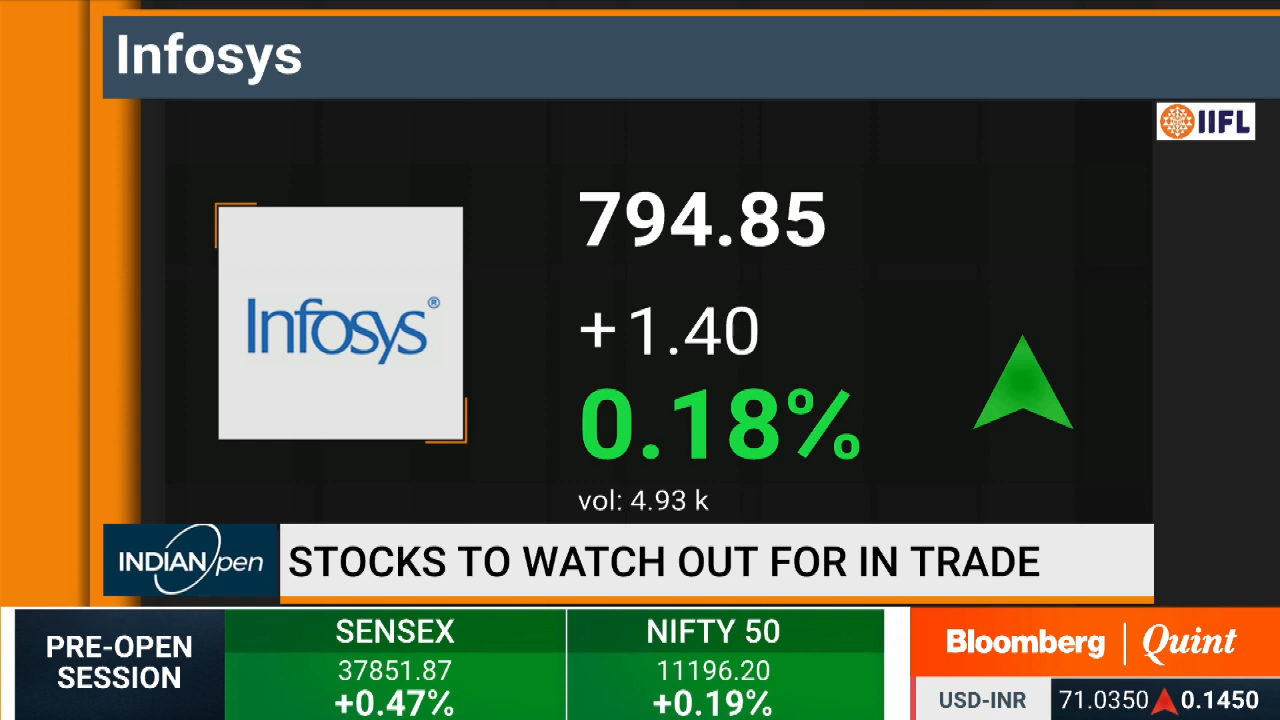 Infosys
IIFL
Infosys®
794.85
+1.40
0.18%
vol: 4.93 k
INDIAN Open
STOCKS TO WATCH OUT FOR IN TRADE
PRE-OPEN
SESSION
SENSEX
37851.87
+0.47%
NIFTY 50
11196.20
+0.19%
Bloomberg | Quint
USD-INR 71.0350 0.1450